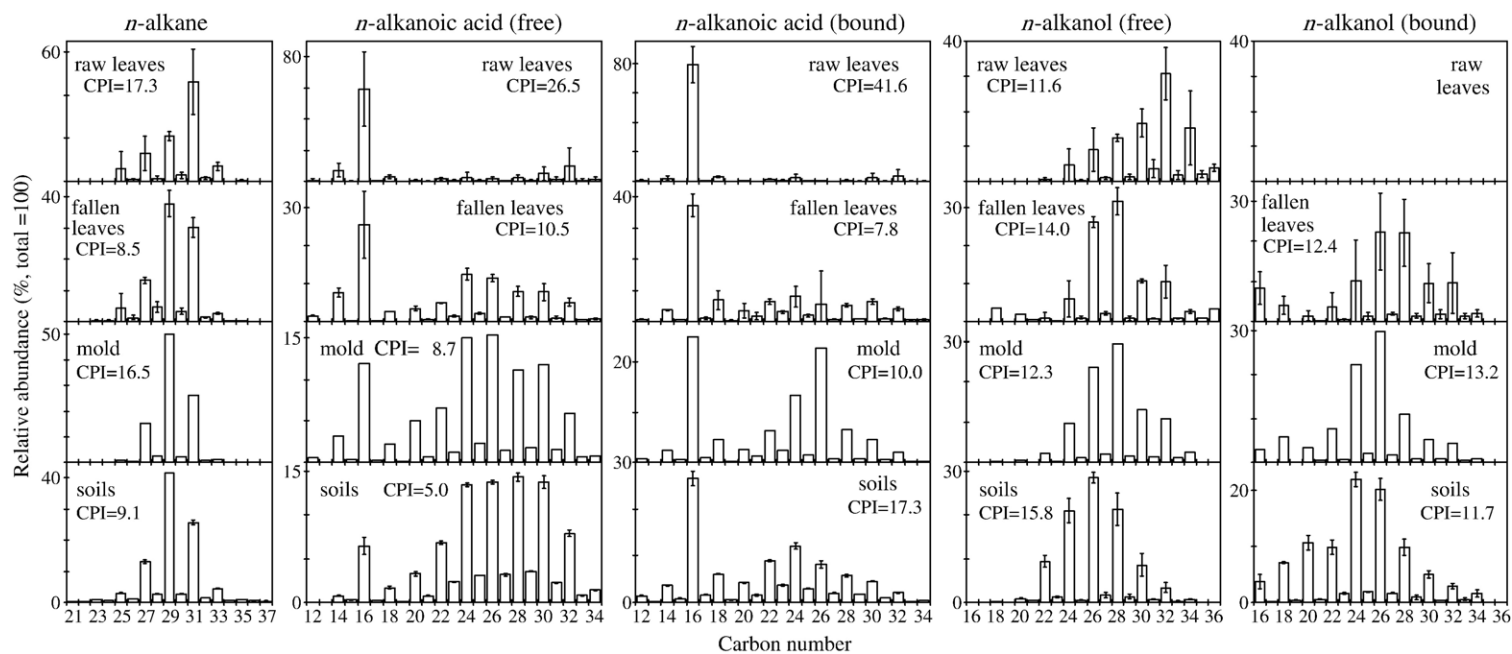 n-alkane n-alkanoic acid (free) n-alkanoic acid (bound) n-alkanol (free) n-alkanol (bound)
Relative abundance (%, total =100)
60
raw leaves
CPI=17.3
80
raw leaves
CPI=26.5
80
raw leaves
CPI=41.6
40
raw leaves
CPI=11.6
40
raw
leaves
40
fallen
leaves
CPI=8.5
30
fallen leaves
CPI=10.5
40
fallen leaves
CPI=7.8
30
fallen leaves
CPI=14.0
30
fallen
leaves
CPI=12.4
50
mold
CPI=16.5
15
mold CPI= 8.7
20
mold
CPI=10.0
30
mold
CPI=12.3
30
mold
CPI=13.2
40
soils
CPI=9.1
0
15
soils CPI=5.0
0
30
soils
CPI=17.3
0
30
soils
CPI=15.8
0
20
soils
CPI=11.7
0
21 23 25 27 29 31 33 35 37
12 14 16 18 20 22 24 26 28 30 32 34
12 14 16 18 20 22 24 26 28 30 32 34
16 18 20 22 24 26 28 30 32 34 36
16 18 20 22 24 26 28 30 32 34 36
Carbon number